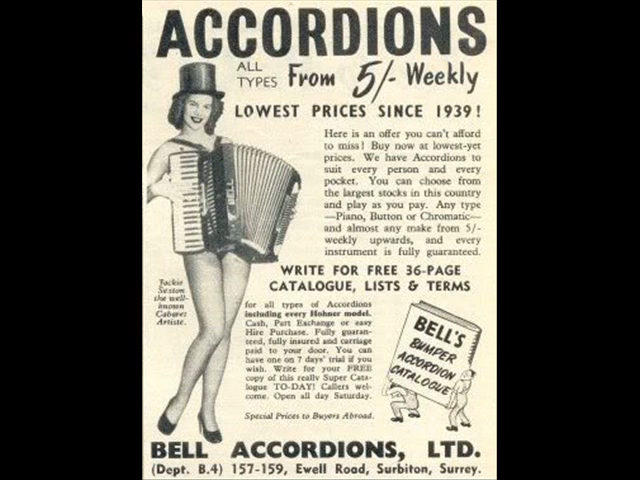 ACCORDIONS
ALL TYPES From 5/- Weekly
LOWEST PRICES SINCE 1939!
Here is an offer you can't afford
to miss! Buy now at lowest-yet
prices. We have Accordions to
suit every person and every
pocket. You can choose from
the largest stocks in this country
and play as you pay. Any type
—Piano, Button or Chromatic—
and almost any make from 5/-
weekly upwards, and every
instrument is fully guaranteed.
BELL
WRITE FOR FREE 36-PAGE
CATALOGUE, LISTS & TERMS
Jackie
Sexton
the well-
known
Cabaret
Artiste.
for all types of Accordions
including every Hohner model.
Cash, Part Exchange or easy
Hire Purchase. Fully guaran-
teed, fully insured and carriage
paid to your door. You can
have one on 7 days' trial if you
wish. Write for your FREE
copy of this really Super Cata-
logue TO-DAY! Callers wel-
come. Open all day Saturday.
Special Prices to Buyers Abroad.
BELL'S
BUMPER
ACCORDION
CATALOGUE
BELL ACCORDIONS, LTD.
(Dept. B.4) 157-159, Ewell Road, Surbiton, Surrey.